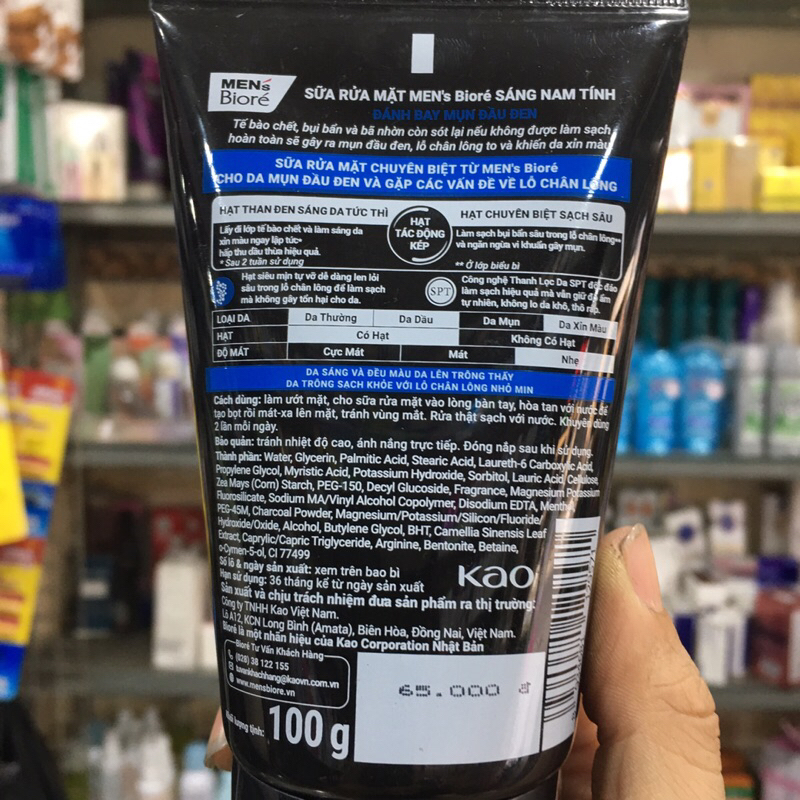 MEN's
Bioré
SỮA RỬA MẶT MEN's Bioré SÁNG NAM TÍNH
ĐÁNH BAY MỤN ĐẦU ĐEN
Tế bào chết, bụi bẩn và bã nhờn còn sót lại nếu không được làm sạch
hoàn toàn sẽ gây ra mụn đầu đen, lỗ chân lông to và khiến da xỉn màu
SỮA RỬA MẶT CHUYÊN BIỆT TỪ MEN's Bioré
CHO DA MỤN ĐẦU ĐEN VÀ GẶP CÁC VẤN ĐỀ VỀ LỖ CHÂN LÔNG
HẠT THAN ĐEN SÁNG DA TỨC THÌ
Lấy đi lớp tế bào chết và làm sáng da
xỉn màu ngay lập tức*
hấp thu dầu thừa hiệu quả.
* Sau 2 tuần sử dụng
HẠT
TÁC ĐỘNG
KÉP
HẠT CHUYÊN BIỆT SẠCH SÂU
Làm sạch bụi bẩn sâu trong lỗ chân lông**
và ngăn ngừa vi khuẩn gây mụn.
** Ở lớp biểu bì
Hạt siêu mịn tự vỡ dễ dàng len lỏi
sâu trong lỗ chân lông để làm sạch
mà không gây tổn hại cho da.
SPT
Công nghệ Thanh Lọc Da SPT độc đáo
làm sạch hiệu quả mà vẫn giữ độ ẩm
tự nhiên, không lo da khô, thô ráp.
LOẠI DA Da Thường Da Dầu Da Mụn Da Xỉn Màu
HẠT Có Hạt Không Có Hạt
ĐỘ MÁT Cực Mát Mát Nhẹ
DA SÁNG VÀ ĐỀU MÀU DA LÊN TRÔNG THẤY
DA TRÔNG SẠCH KHỎE VỚI LỖ CHÂN LÔNG NHỎ MỊN
Cách dùng: làm ướt mặt, cho sữa rửa mặt vào lòng bàn tay, hòa tan với nước để
tạo bọt rồi mát-xa lên mặt, tránh vùng mắt. Rửa thật sạch với nước. Khuyên dùng
2 lần mỗi ngày.
Bảo quản: tránh nhiệt độ cao, ánh nắng trực tiếp. Đóng nắp sau khi sử dụng.
Thành phần: Water, Glycerin, Palmitic Acid, Stearic Acid, Laureth-6 Carboxylic Acid,
Propylene Glycol, Myristic Acid, Potassium Hydroxide, Sorbitol, Lauric Acid, Cellulose,
Zea Mays (Corn) Starch, PEG-150, Decyl Glucoside, Fragrance, Magnesium Potassium
Fluorosilicate, Sodium MA/Vinyl Alcohol Copolymer, Disodium EDTA, Menthol,
PEG-45M, Charcoal Powder, Magnesium/Potassium/Silicon/Fluoride/
Hydroxide/Oxide, Alcohol, Butylene Glycol, BHT, Camellia Sinensis Leaf
Extract, Caprylic/Capric Triglyceride, Arginine, Bentonite, Betaine,
o-Cymen-5-ol, CI 77499
Số lô & ngày sản xuất: xem trên bao bì
Hạn sử dụng: 36 tháng kể từ ngày sản xuất
Kao
Sản xuất và chịu trách nhiệm đưa sản phẩm ra thị trường:
Công ty TNHH Kao Việt Nam.
Lô A12, KCN Long Bình (Amata), Biên Hòa, Đồng Nai, Việt Nam.
Bioré là một nhãn hiệu của Kao Corporation Nhật Bản
Bioré Tư Vấn Khách Hàng
(028) 38 122 155
tuvankhachhang@kaovn.com.vn
www.mensbiore.vn
Khối lượng tịnh: 100 g
65.000 đ